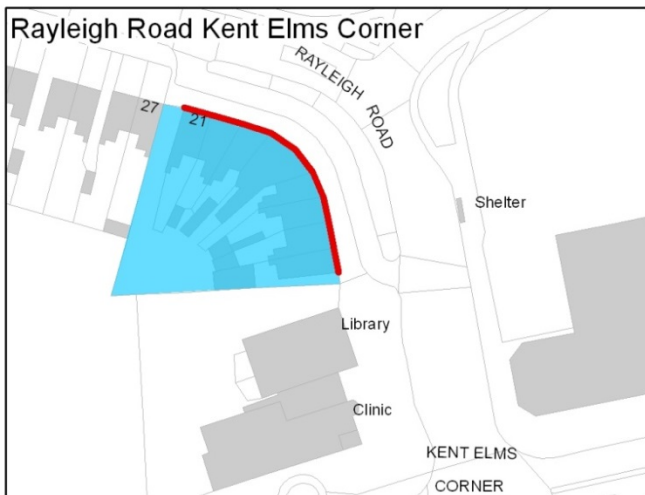 Rayleigh Road Kent Elms Corner
RAYLEIGH ROAD
27
21
Shelter
Library
Clinic
KENT ELMS
CORNER